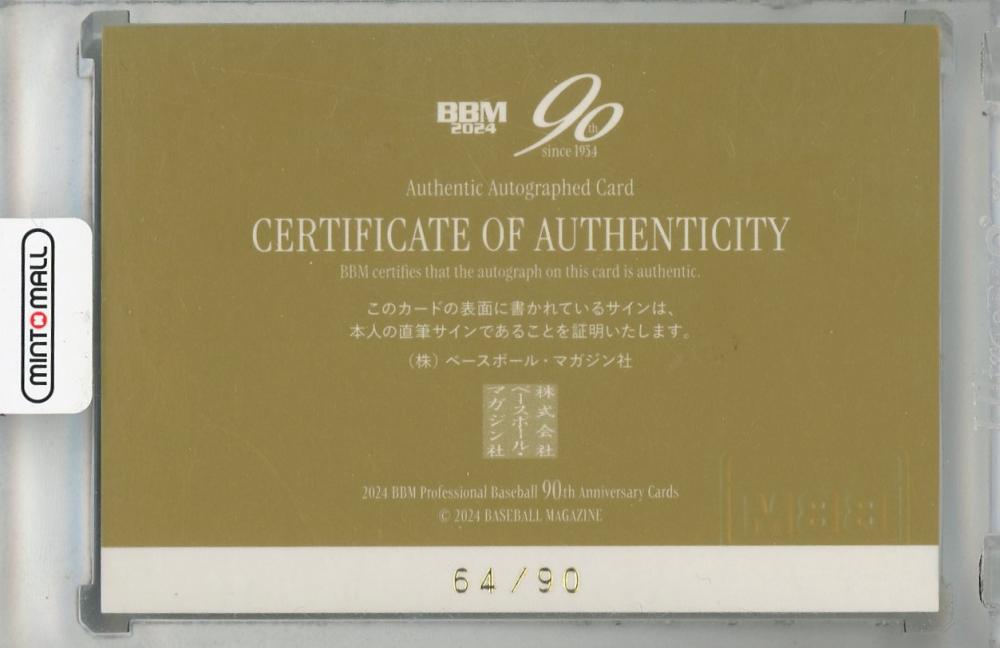 BBM
2024
90th
since 1934
Authentic Autographed Card
CERTIFICATE OF AUTHENTICITY
BBM certifies that the autograph on this card is authentic.
このカードの表面に書かれているサインは、
本人の直筆サインであることを証明いたします。
（株）ベースボール・マガジン社
株式会社
ベースボール・
マガジン社
2024 BBM Professional Baseball 90th Anniversary Cards
© 2024 BASEBALL MAGAZINE
BBM
64/90
MINTOMALL